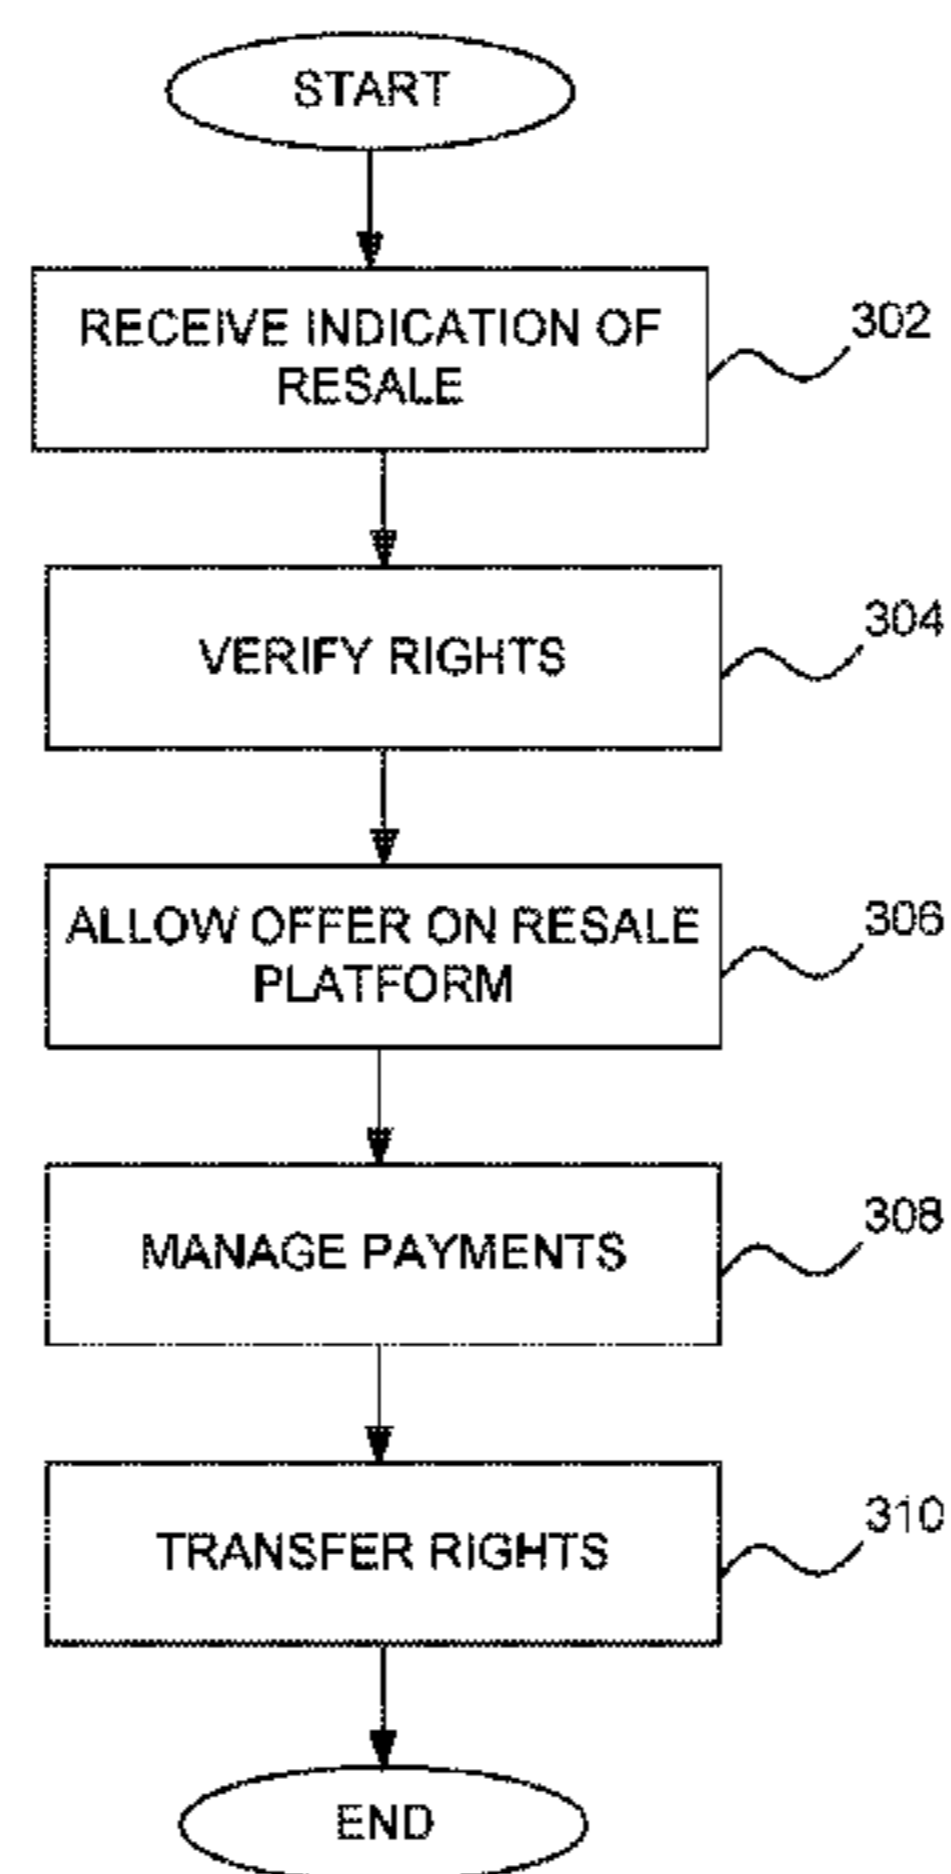 START
RECEIVE INDICATION OF
RESALE
302
VERIFY RIGHTS
304
ALLOW OFFER ON RESALE
PLATFORM
306
MANAGE PAYMENTS
308
TRANSFER RIGHTS
310
END